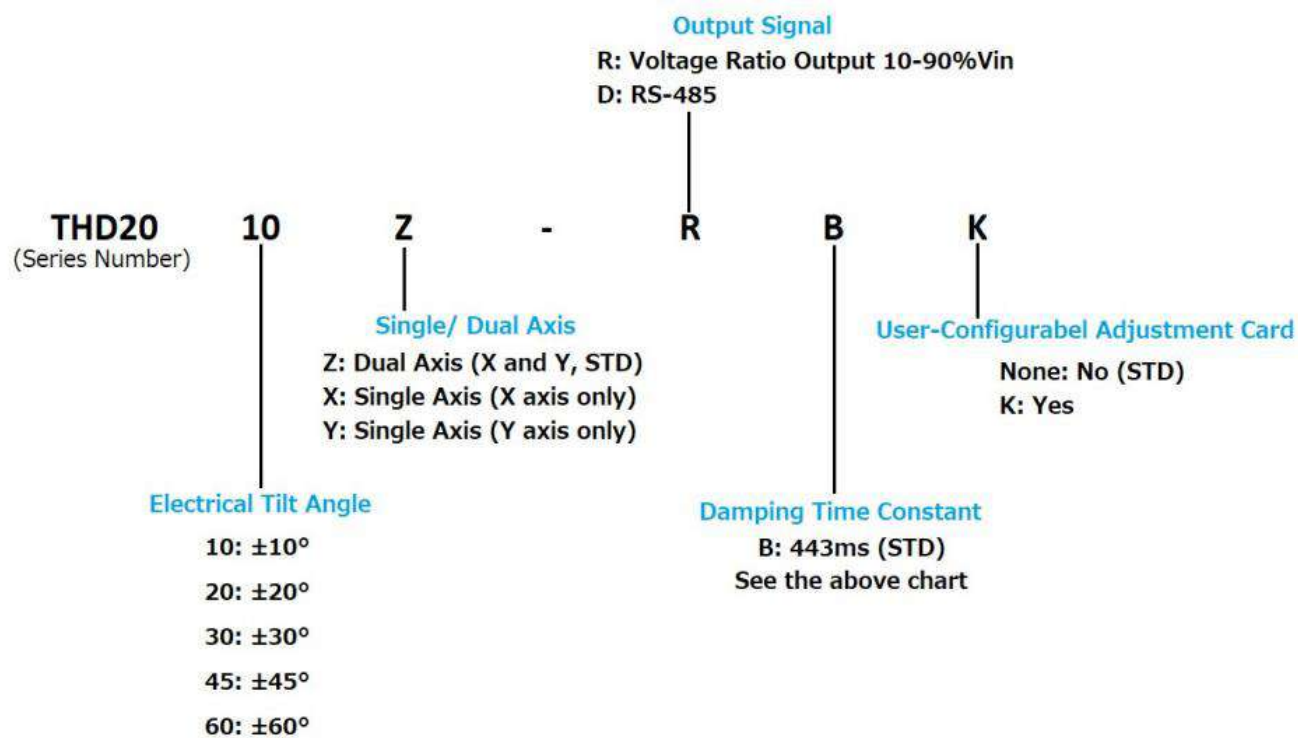 Output Signal
R: Voltage Ratio Output 10-90%Vin
D: RS-485
THD20 10 Z - R B K
(Series Number)
Single/ Dual Axis
Z: Dual Axis (X and Y, STD)
X: Single Axis (X axis only)
Y: Single Axis (Y axis only)
User-Configurabel Adjustment Card
None: No (STD)
K: Yes
Electrical Tilt Angle
10: ±10°
20: ±20°
30: ±30°
45: ±45°
60: ±60°
Damping Time Constant
B: 443ms (STD)
See the above chart